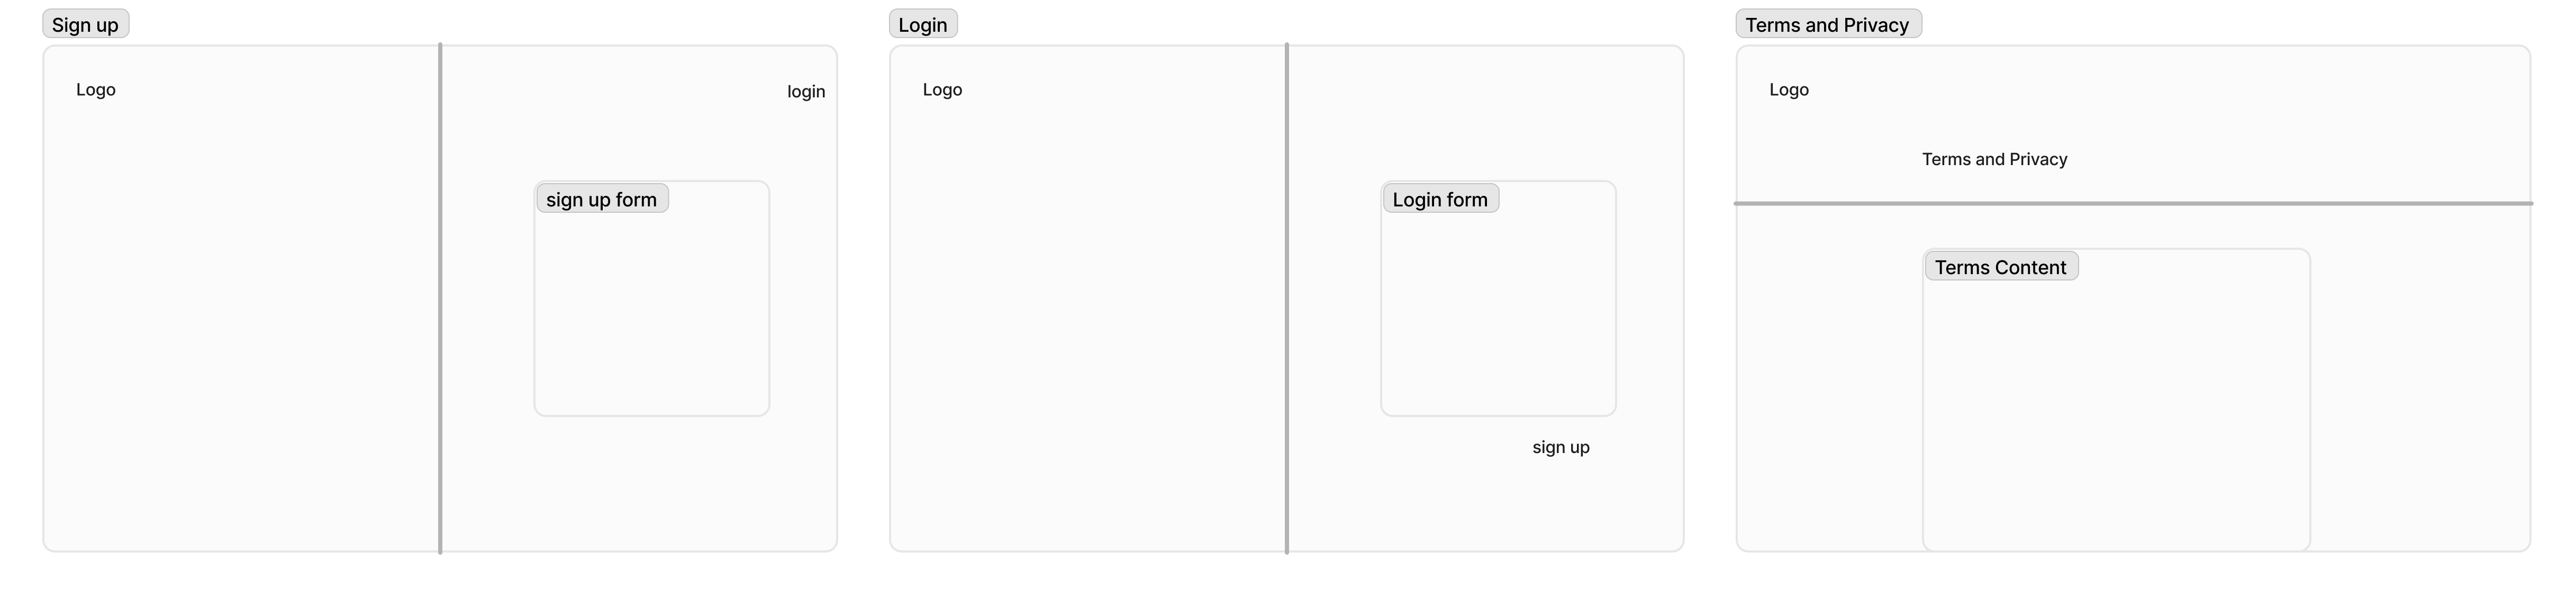 Sign up
Logo
login
sign up form
Login
Logo
Login form
sign up
Terms and Privacy
Logo
Terms and Privacy
Terms Content